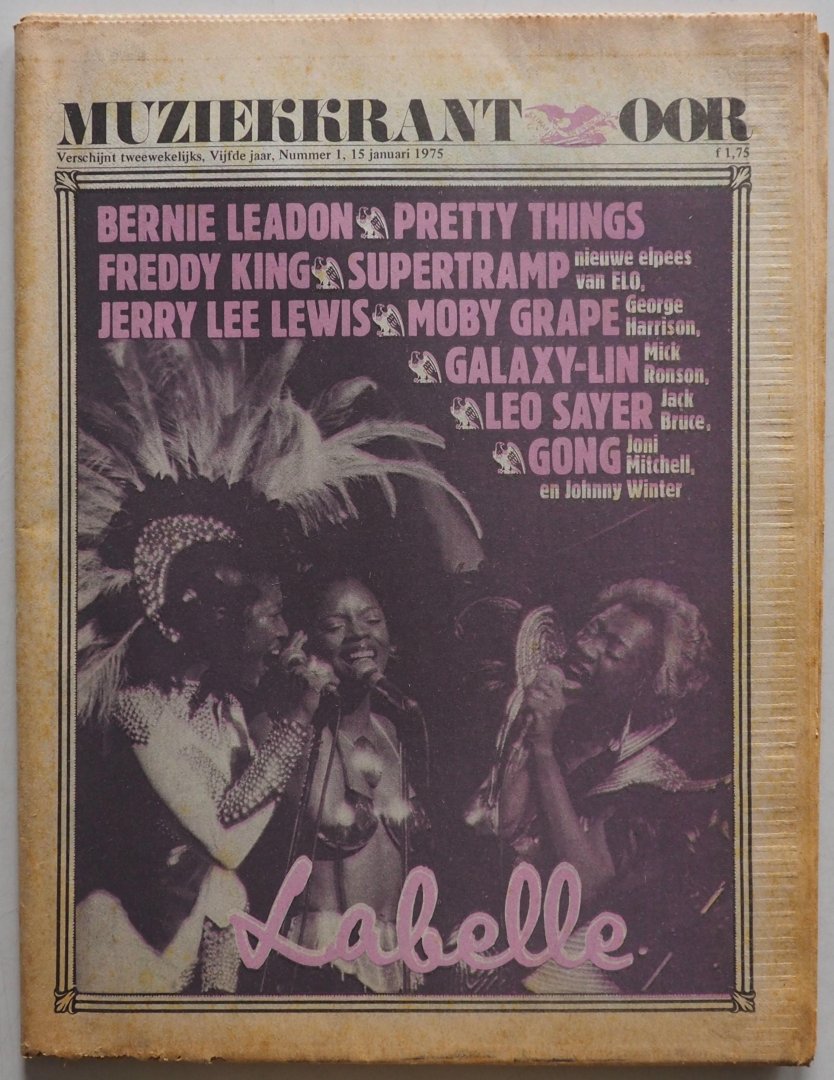 MUZIEKKRANT OOR
Verschijnt tweewekelijks, Vijfde jaar, Nummer 1, 15 januari 1975 f 1,75
BERNIE LEADON PRETTY THINGS
FREDDY KING SUPERTRAMP nieuwe elpees van ELO,
JERRY LEE LEWIS MOBY GRAPE George Harrison,
GALAXY-LIN Mick Ronson,
LEO SAYER Jack Bruce,
GONG Joni Mitchell,
en Johnny Winter
Labelle